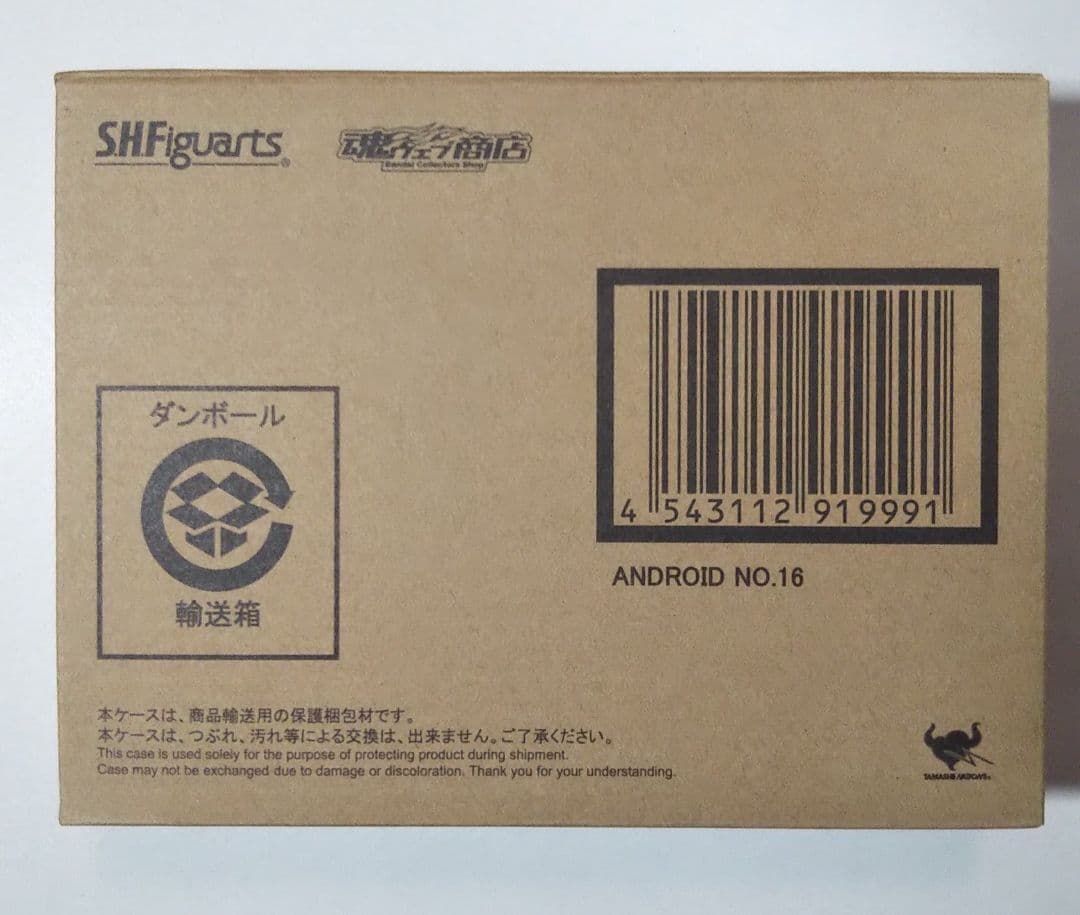 S.H.Figuarts®
魂ウェブ商店
Bandai Collectors Shop
4 543112 919991
ANDROID NO.16
ダンボール
輸送箱
本ケースは、商品輸送用の保護梱包材です。
本ケースは、つぶれ、汚れ等による交換は、出来ません。ご了承ください。
This case is used solely for the purpose of protecting product during shipment.
Case may not be exchanged due to damage or discoloration. Thank you for your understanding.
TAMASHII NATIONS